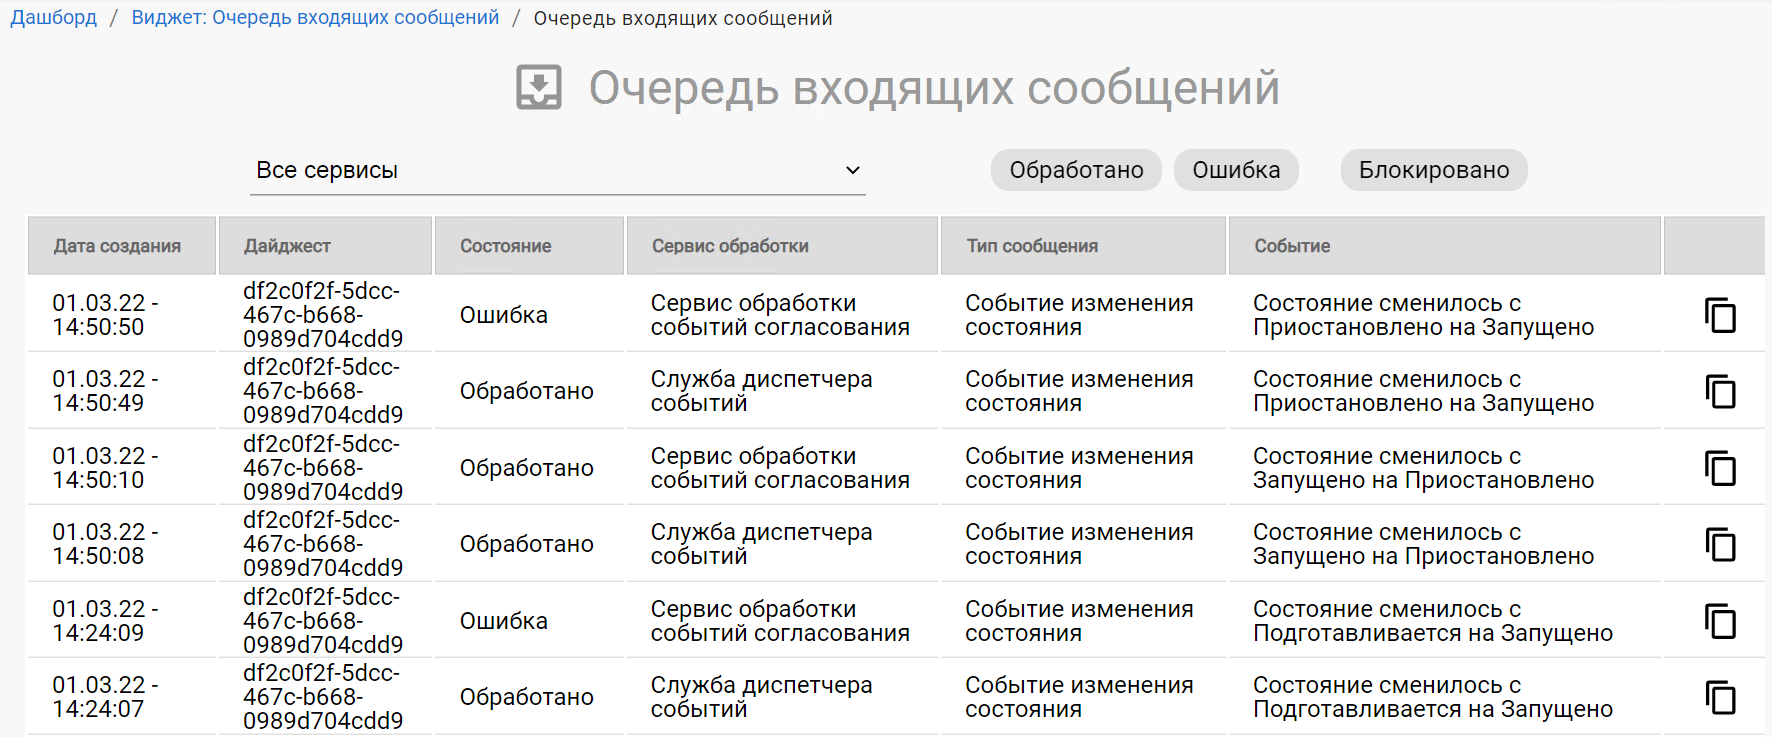 Дашборд / Виджет: Очередь входящих сообщений / Очередь входящих сообщений
Очередь входящих сообщений
Все сервисы
Обработано Ошибка Блокировано
Дата создания Дайджест Состояние Сервис обработки Тип сообщения Событие
01.03.22 -
14:50:50
df2c0f2f-5dcc-
467c-b668-
0989d704cdd9
Ошибка
Сервис обработки
событий согласования
Событие изменения
состояния
Состояние сменилось с
Приостановлено на Запущено
01.03.22 -
14:50:49
df2c0f2f-5dcc-
467c-b668-
0989d704cdd9
Обработано
Служба диспетчера
событий
Событие изменения
состояния
Состояние сменилось с
Приостановлено на Запущено
01.03.22 -
14:50:10
df2c0f2f-5dcc-
467c-b668-
0989d704cdd9
Обработано
Сервис обработки
событий согласования
Событие изменения
состояния
Состояние сменилось с
Запущено на Приостановлено
01.03.22 -
14:50:08
df2c0f2f-5dcc-
467c-b668-
0989d704cdd9
Обработано
Служба диспетчера
событий
Событие изменения
состояния
Состояние сменилось с
Запущено на Приостановлено
01.03.22 -
14:24:09
df2c0f2f-5dcc-
467c-b668-
0989d704cdd9
Ошибка
Сервис обработки
событий согласования
Событие изменения
состояния
Состояние сменилось с
Подготавливается на Запущено
01.03.22 -
14:24:07
df2c0f2f-5dcc-
467c-b668-
0989d704cdd9
Обработано
Служба диспетчера
событий
Событие изменения
состояния
Состояние сменилось с
Подготавливается на Запущено